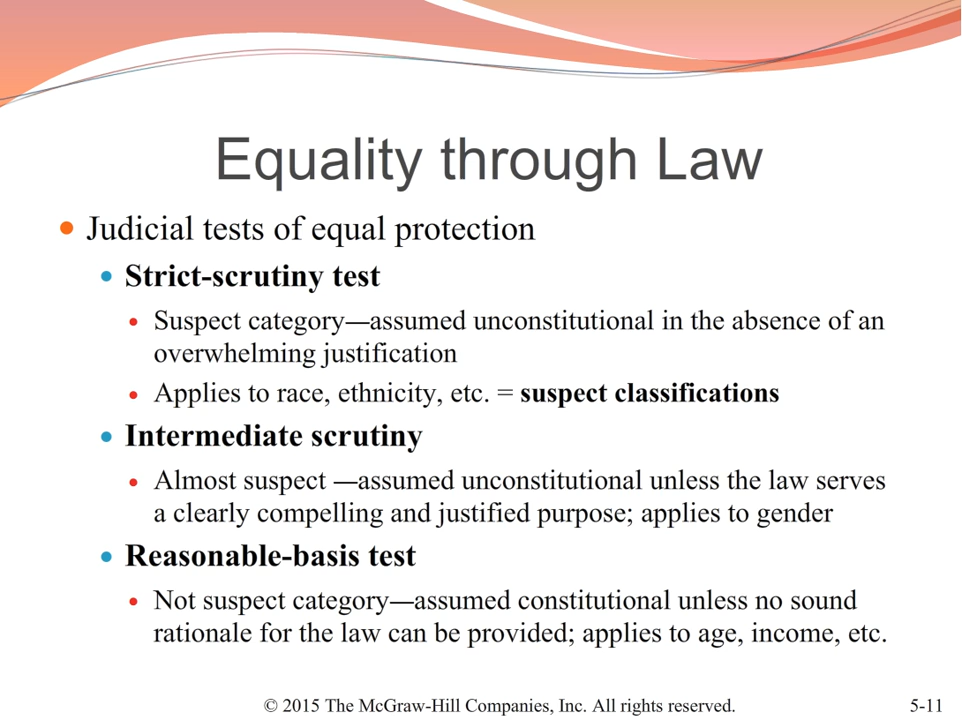 Equality through Law
Judicial tests of equal protection
Strict-scrutiny test
Suspect category—assumed unconstitutional in the absence of an
overwhelming justification
Applies to race, ethnicity, etc. = suspect classifications
Intermediate scrutiny
Almost suspect —assumed unconstitutional unless the law serves
a clearly compelling and justified purpose; applies to gender
Reasonable-basis test
Not suspect category—assumed constitutional unless no sound
rationale for the law can be provided; applies to age, income, etc.
© 2015 The McGraw-Hill Companies, Inc. All rights reserved.
5-11